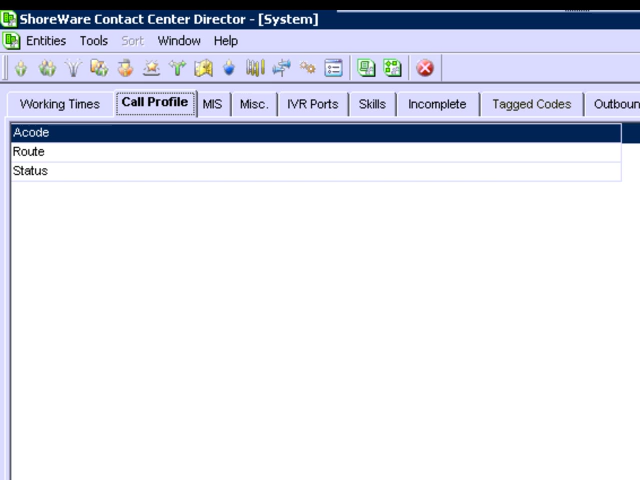 ShoreWare Contact Center Director - [System]
Entities Tools Sort Window Help
Working Times Call Profile MIS Misc. IVR Ports Skills Incomplete Tagged Codes Outboun
Acode
Route
Status